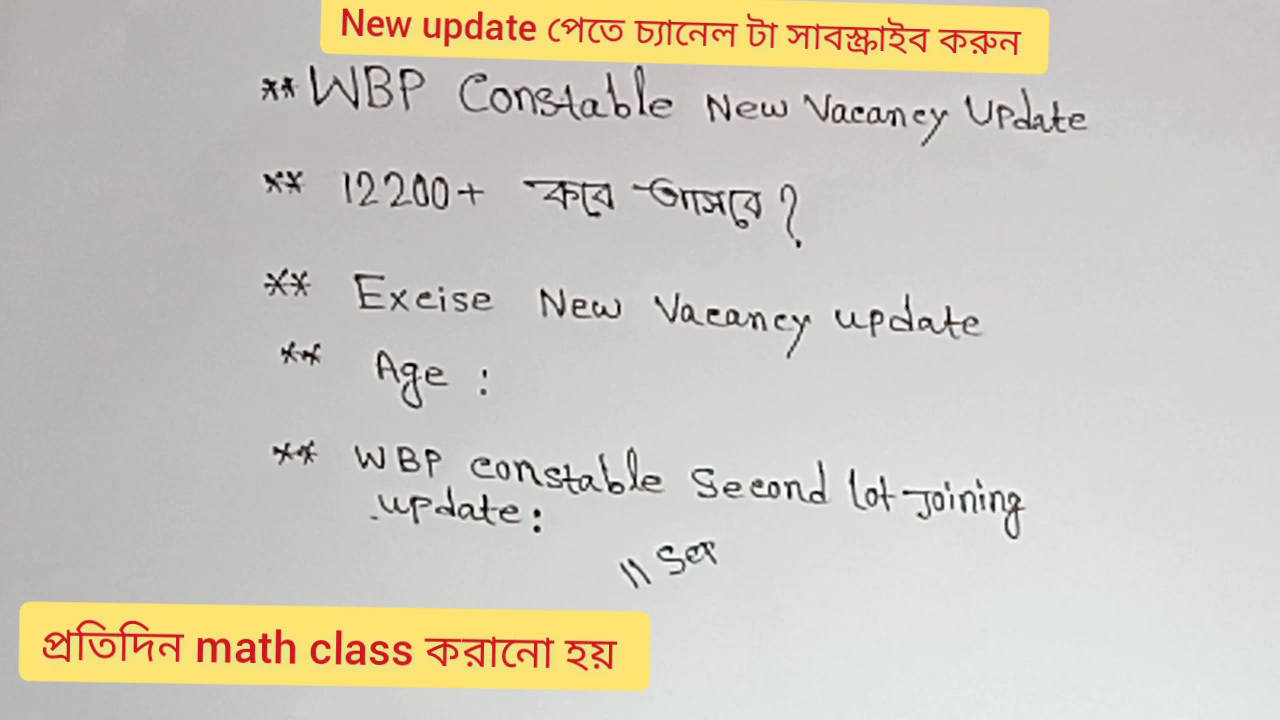 New update পেতে চ্যানেল টা সাবস্ক্রাইব করুন
** WBP Constable New Vacancy Update
** 12200+ কবে আসবে?
** Excise New Vacancy update
** Age :
** WBP constable Second lot Joining
update:
11 Sep
প্রতিদিন math class করানো হয়